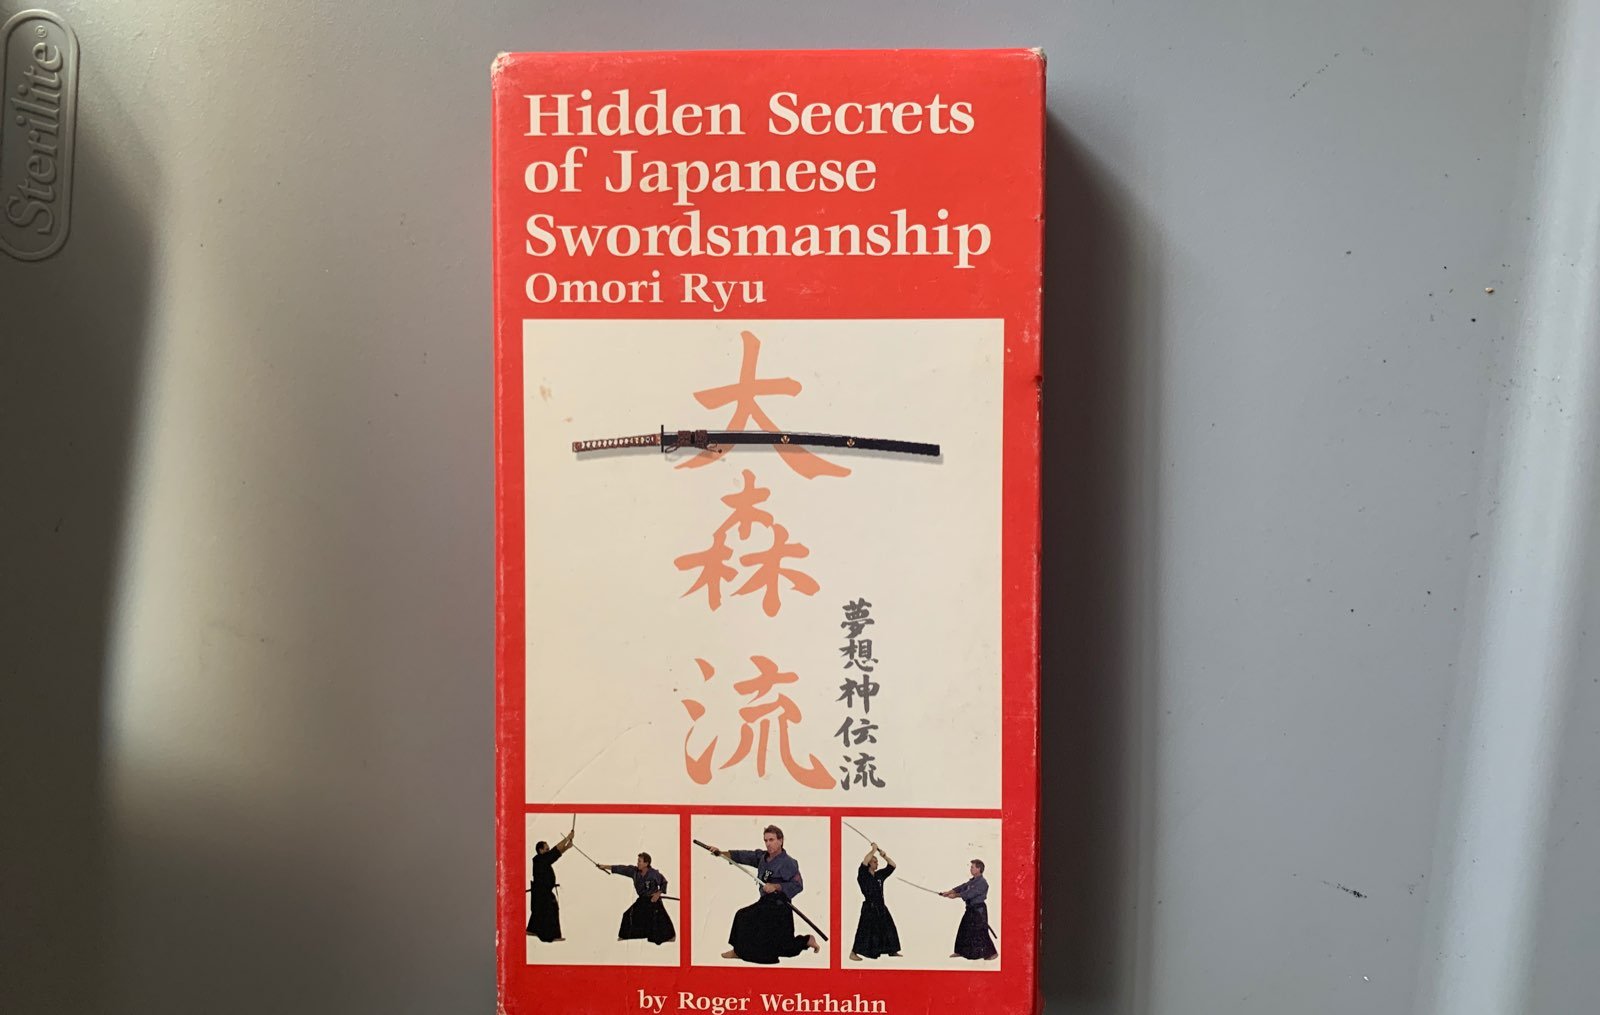 Sterilite®
Hidden Secrets
of Japanese
Swordsmanship
Omori Ryu
大森流
夢想神伝流
by Roger Wehrhahn